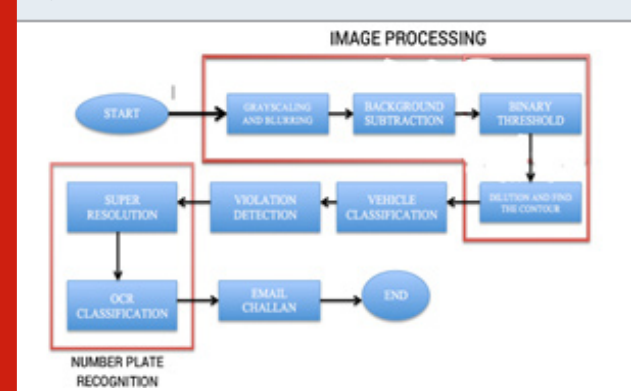 IMAGE PROCESSING
START
GRAYSCALING
AND BLURRING
BACKGROUND
SUBTRACTION
BINARY
THRESHOLD
DILUTION AND FIND
THE CONTOUR
VEHICLE
CLASSIFICATION
VIOLATION
DETECTION
SUPER
RESOLUTION
OCR
CLASSIFICATION
EMAIL
CHALLAN
END
NUMBER PLATE
RECOGNITION